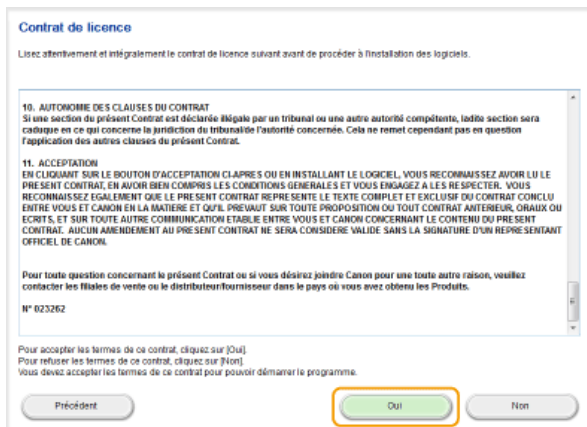 Contrat de licence
Lisez attentivement et intégralement le contrat de licence suivant avant de procéder à l'installation des logiciels.
10. AUTONOMIE DES CLAUSES DU CONTRAT
Si une section du présent Contrat est déclarée illégale par un tribunal ou une autre autorité compétente, ladite section sera
caduque en ce qui concerne la juridiction du tribunal/de l'autorité concernée. Cela ne remet cependant pas en question
l'application des autres clauses du présent Contrat.
11. ACCEPTATION
EN CLIQUANT SUR LE BOUTON D'ACCEPTATION CI-APRES OU EN INSTALLANT LE LOGICIEL, VOUS RECONNAISSEZ AVOIR LU LE
PRESENT CONTRAT, EN AVOIR BIEN COMPRIS LES CONDITIONS GENERALES ET VOUS ENGAGEZ A LES RESPECTER. VOUS
RECONNAISSEZ EGALEMENT QUE LE PRESENT CONTRAT REPRESENTE LE TEXTE COMPLET ET EXCLUSIF DU CONTRAT CONCLU
ENTRE VOUS ET CANON EN LA MATIERE ET QU'IL PREVAUT SUR TOUTE PROPOSITION OU TOUT CONTRAT ANTERIEUR, ORAUX OU
ECRITS, ET SUR TOUTE AUTRE COMMUNICATION ETABLIE ENTRE VOUS ET CANON CONCERNANT LE CONTENU DU PRESENT
CONTRAT. AUCUN AMENDEMENT AU PRESENT CONTRAT NE SERA CONSIDERE VALIDE SANS LA SIGNATURE D'UN REPRESENTANT
OFFICIEL DE CANON.
Pour toute question concernant le présent Contrat ou si vous désirez joindre Canon pour une toute autre raison, veuillez
contacter les filiales de vente ou le distributeur/fournisseur dans le pays où vous avez obtenu les Produits.
N° 023262
Pour accepter les termes de ce contrat, cliquez sur [Oui].
Pour refuser les termes de ce contrat, cliquez sur [Non].
Vous devez accepter les termes de ce contrat pour pouvoir démarrer le programme.
Précédent Oui Non